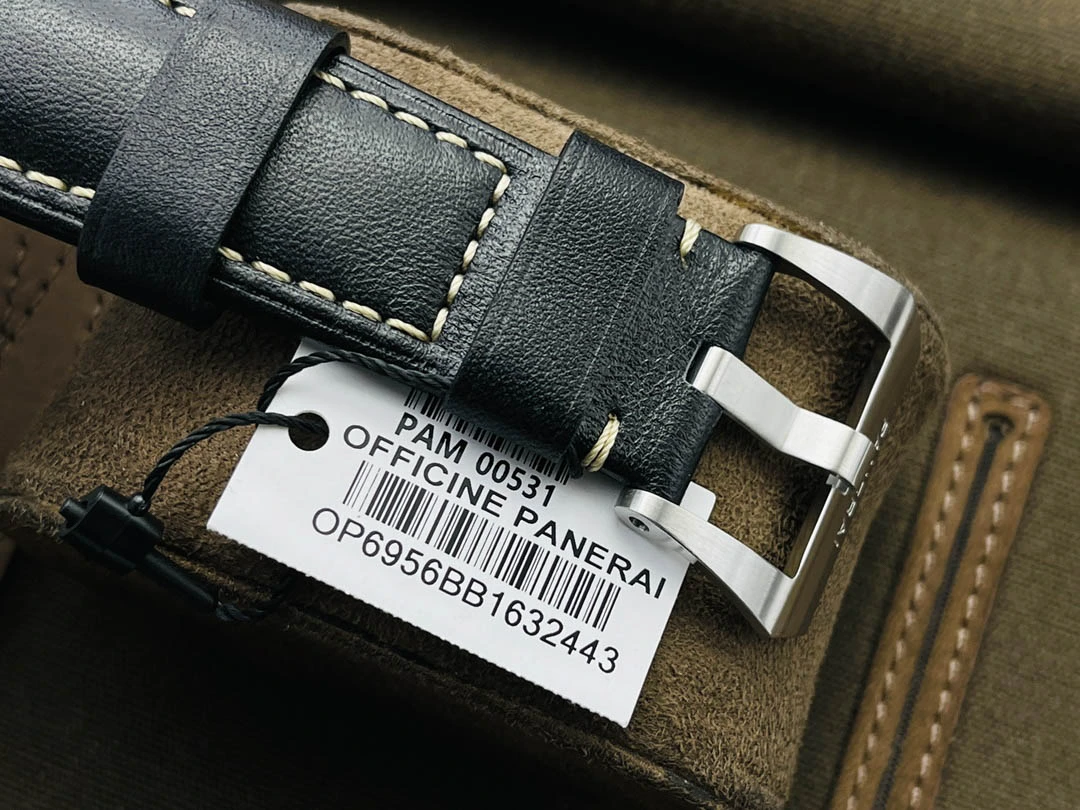 PAM 00531
OFFICINE PANERAI
OP6956BB1632443